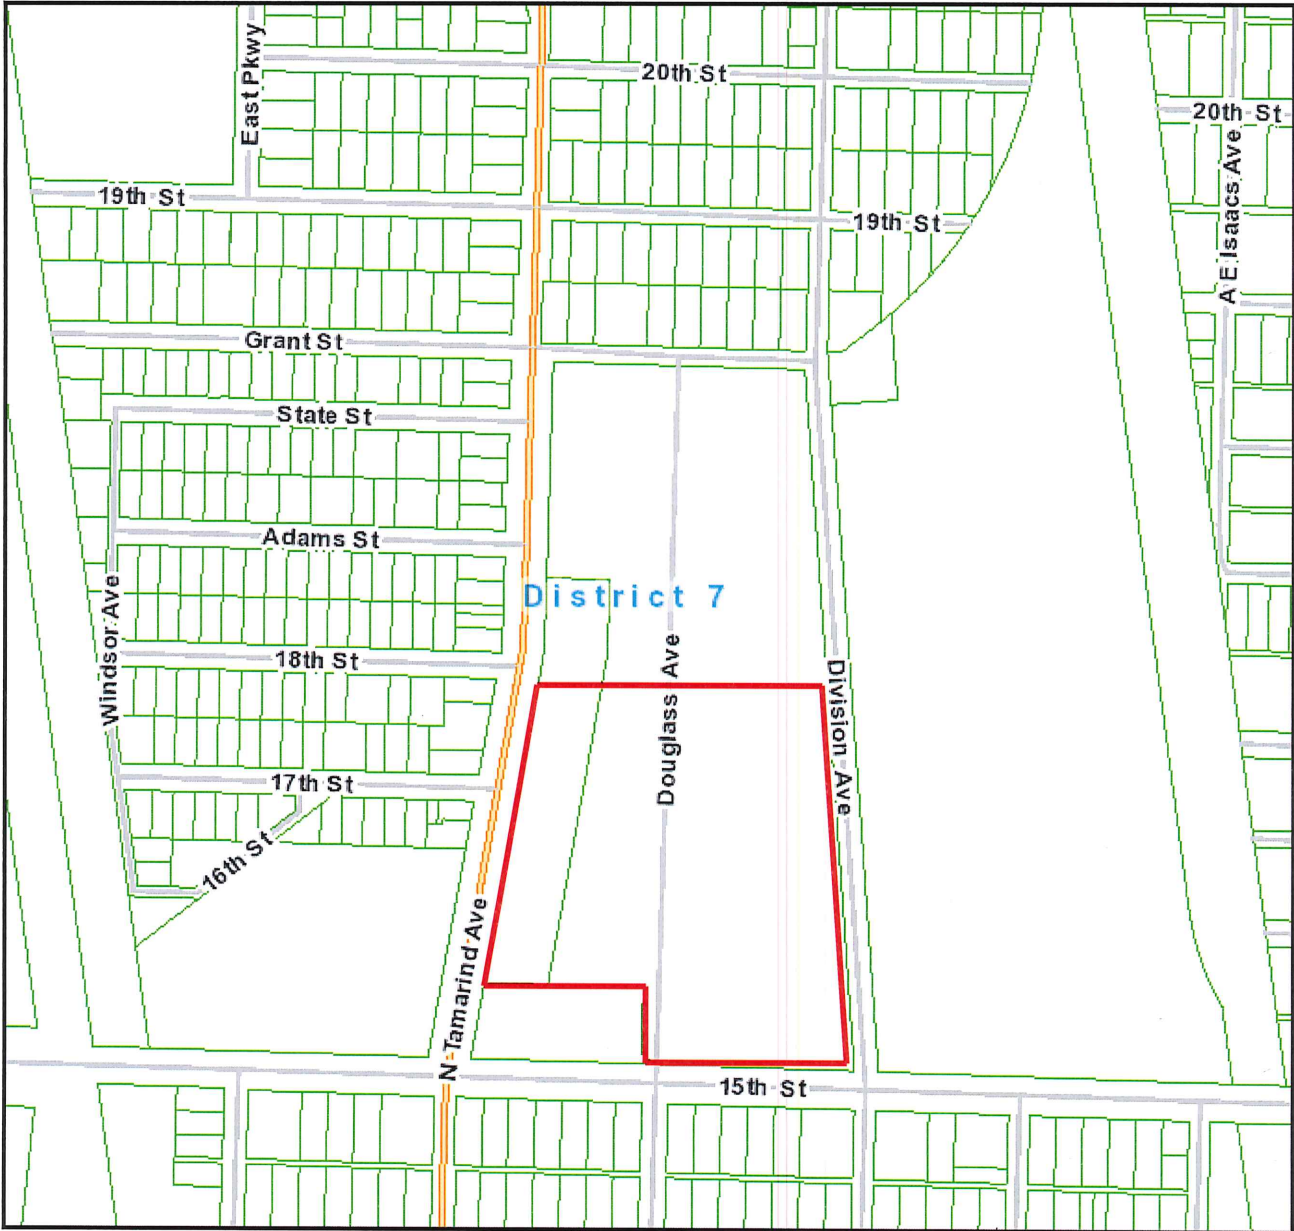 East Pkwy
20th St
20th St
A E Isaacs Ave
19th St
19th St
Grant St
State St
Adams St
District 7
Windsor Ave
18th St
Douglass Ave
Division Ave
17th St
16th St
N Tamarind Ave
15th St